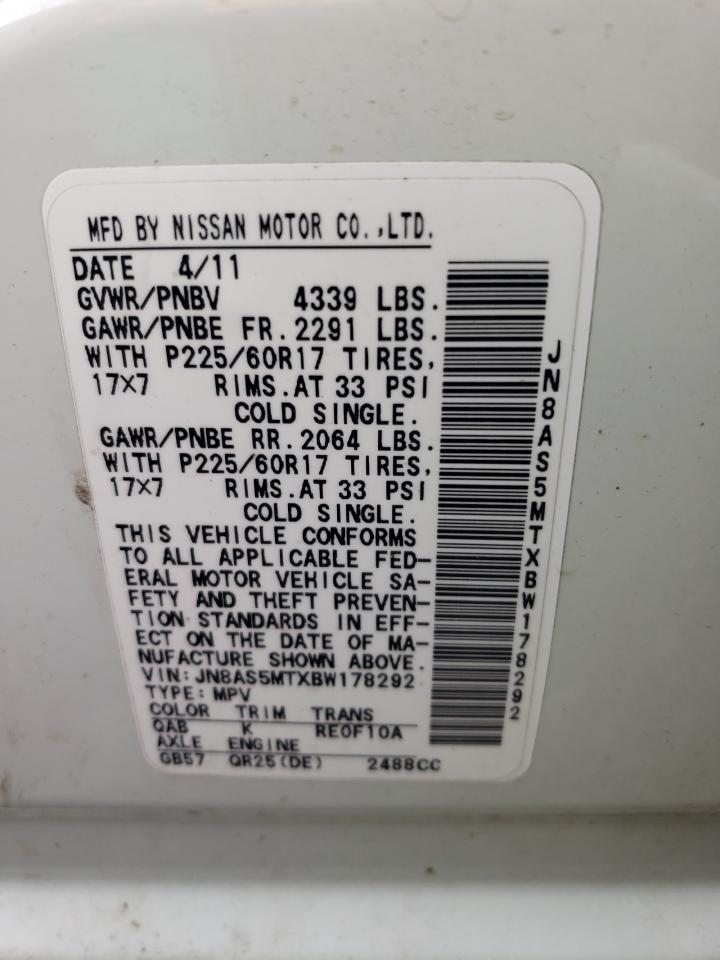 MFD BY NISSAN MOTOR CO.,LTD.
DATE 4/11
GVWR/PNBV 4339 LBS.
GAWR/PNBE FR.2291 LBS.
WITH P225/60R17 TIRES,
17X7 RIMS.AT 33 PSI
COLD SINGLE.
GAWR/PNBE RR.2064 LBS.
WITH P225/60R17 TIRES,
17X7 RIMS.AT 33 PSI
COLD SINGLE.
THIS VEHICLE CONFORMS
TO ALL APPLICABLE FED-
ERAL MOTOR VEHICLE SA-
FETY AND THEFT PREVEN-
TION STANDARDS IN EFF-
ECT ON THE DATE OF MA-
NUFACTURE SHOWN ABOVE.
VIN:JN8AS5MTXBW178292
TYPE:MPV
COLOR TRIM TRANS
QAB K RE0F10A
AXLE ENGINE
GB57 QR25(DE) 2488CC
JN8AS5MTXBW178292